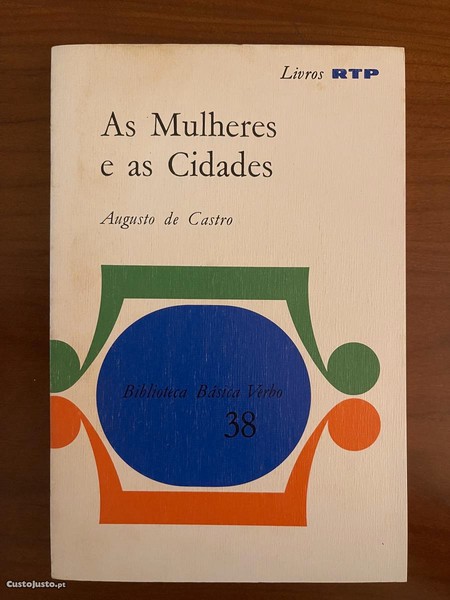 Livros RTP
As Mulheres
e as Cidades
Augusto de Castro
Biblioteca Básica Verbo
38
CustoJusto.pt